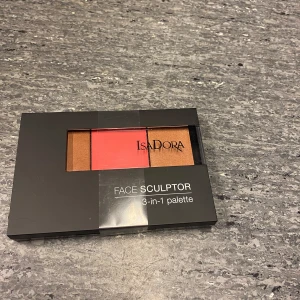 IsaDora
FACE SCULPTOR
3-in-1 palette